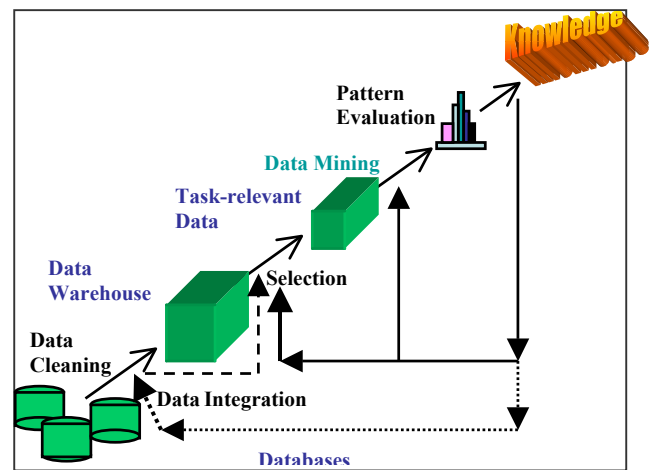 Knowledge
Pattern
Evaluation
Data Mining
Task-relevant
Data
Data
Warehouse
Selection
Data
Cleaning
Data Integration
Databases